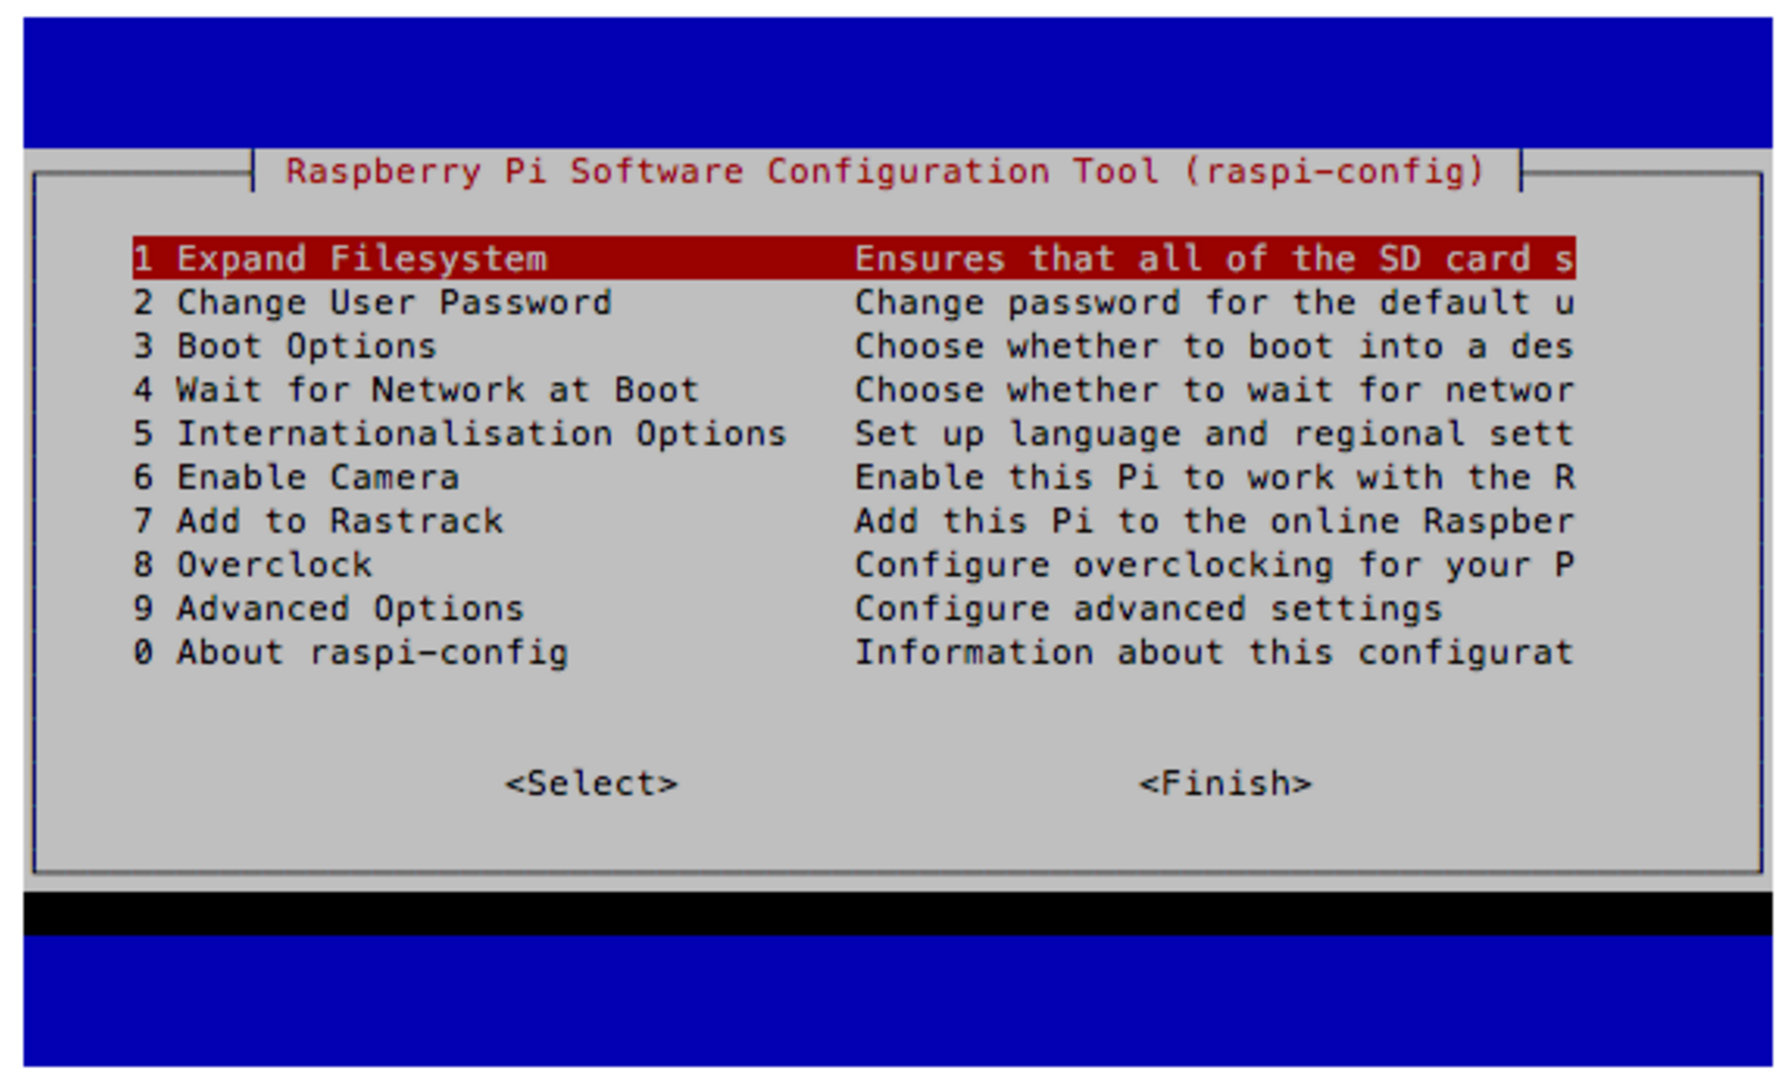 Raspberry Pi Software Configuration Tool (raspi-config)
1 Expand Filesystem Ensures that all of the SD card s
2 Change User Password Change password for the default u
3 Boot Options Choose whether to boot into a des
4 Wait for Network at Boot Choose whether to wait for networ
5 Internationalisation Options Set up language and regional sett
6 Enable Camera Enable this Pi to work with the R
7 Add to Rastrack Add this Pi to the online Raspber
8 Overclock Configure overclocking for your P
9 Advanced Options Configure advanced settings
0 About raspi-config Information about this configurat
<Select> <Finish>